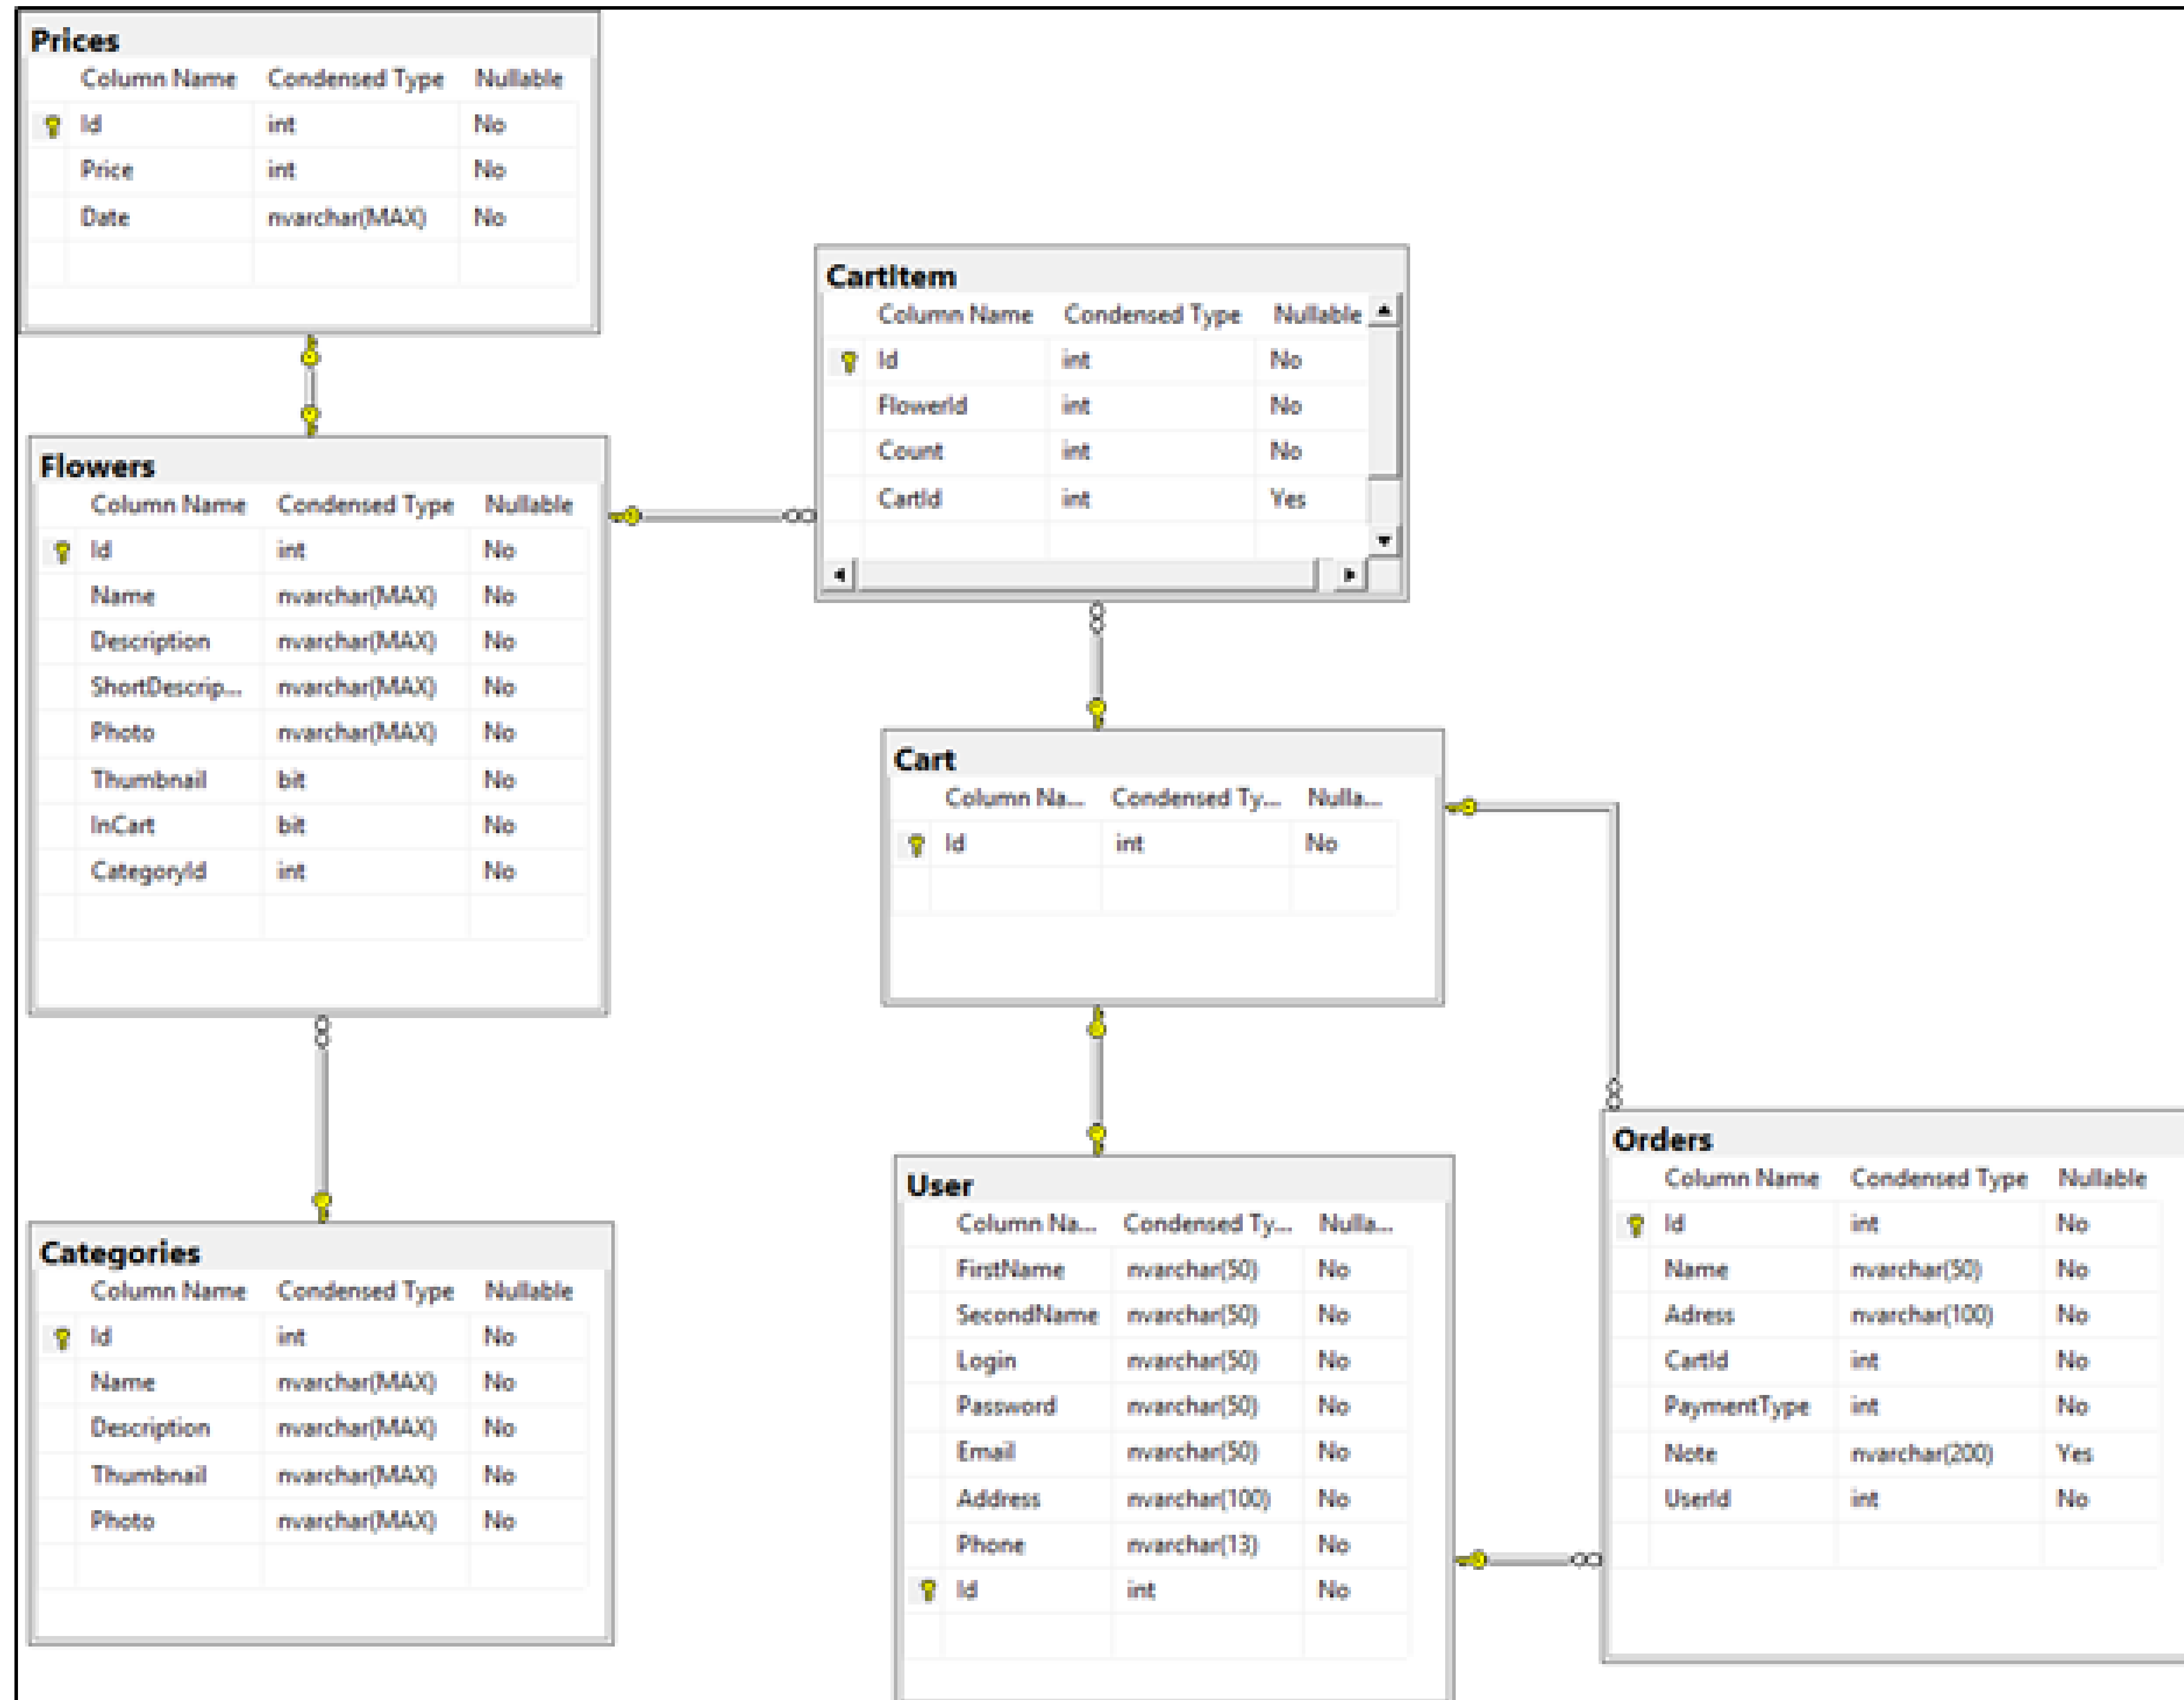 Prices
Column Name Condensed Type Nullable
Id int No
Price int No
Date nvarchar(MAX) No
Flowers
Column Name Condensed Type Nullable
Id int No
Name nvarchar(MAX) No
Description nvarchar(MAX) No
ShortDescrip... nvarchar(MAX) No
Photo nvarchar(MAX) No
Thumbnail bit No
InCart bit No
CategoryId int No
Categories
Column Name Condensed Type Nullable
Id int No
Name nvarchar(MAX) No
Description nvarchar(MAX) No
Thumbnail nvarchar(MAX) No
Photo nvarchar(MAX) No
CartItem
Column Name Condensed Type Nullable
Id int No
FlowerId int No
Count int No
CartId int Yes
Cart
Column Na... Condensed Ty... Nulla...
Id int No
User
Column Na... Condensed Ty... Nulla...
FirstName nvarchar(50) No
SecondName nvarchar(50) No
Login nvarchar(50) No
Password nvarchar(50) No
Email nvarchar(50) No
Address nvarchar(100) No
Phone nvarchar(13) No
Id int No
Orders
Column Name Condensed Type Nullable
Id int No
Name nvarchar(50) No
Adress nvarchar(100) No
CartId int No
PaymentType int No
Note nvarchar(200) Yes
UserId int No